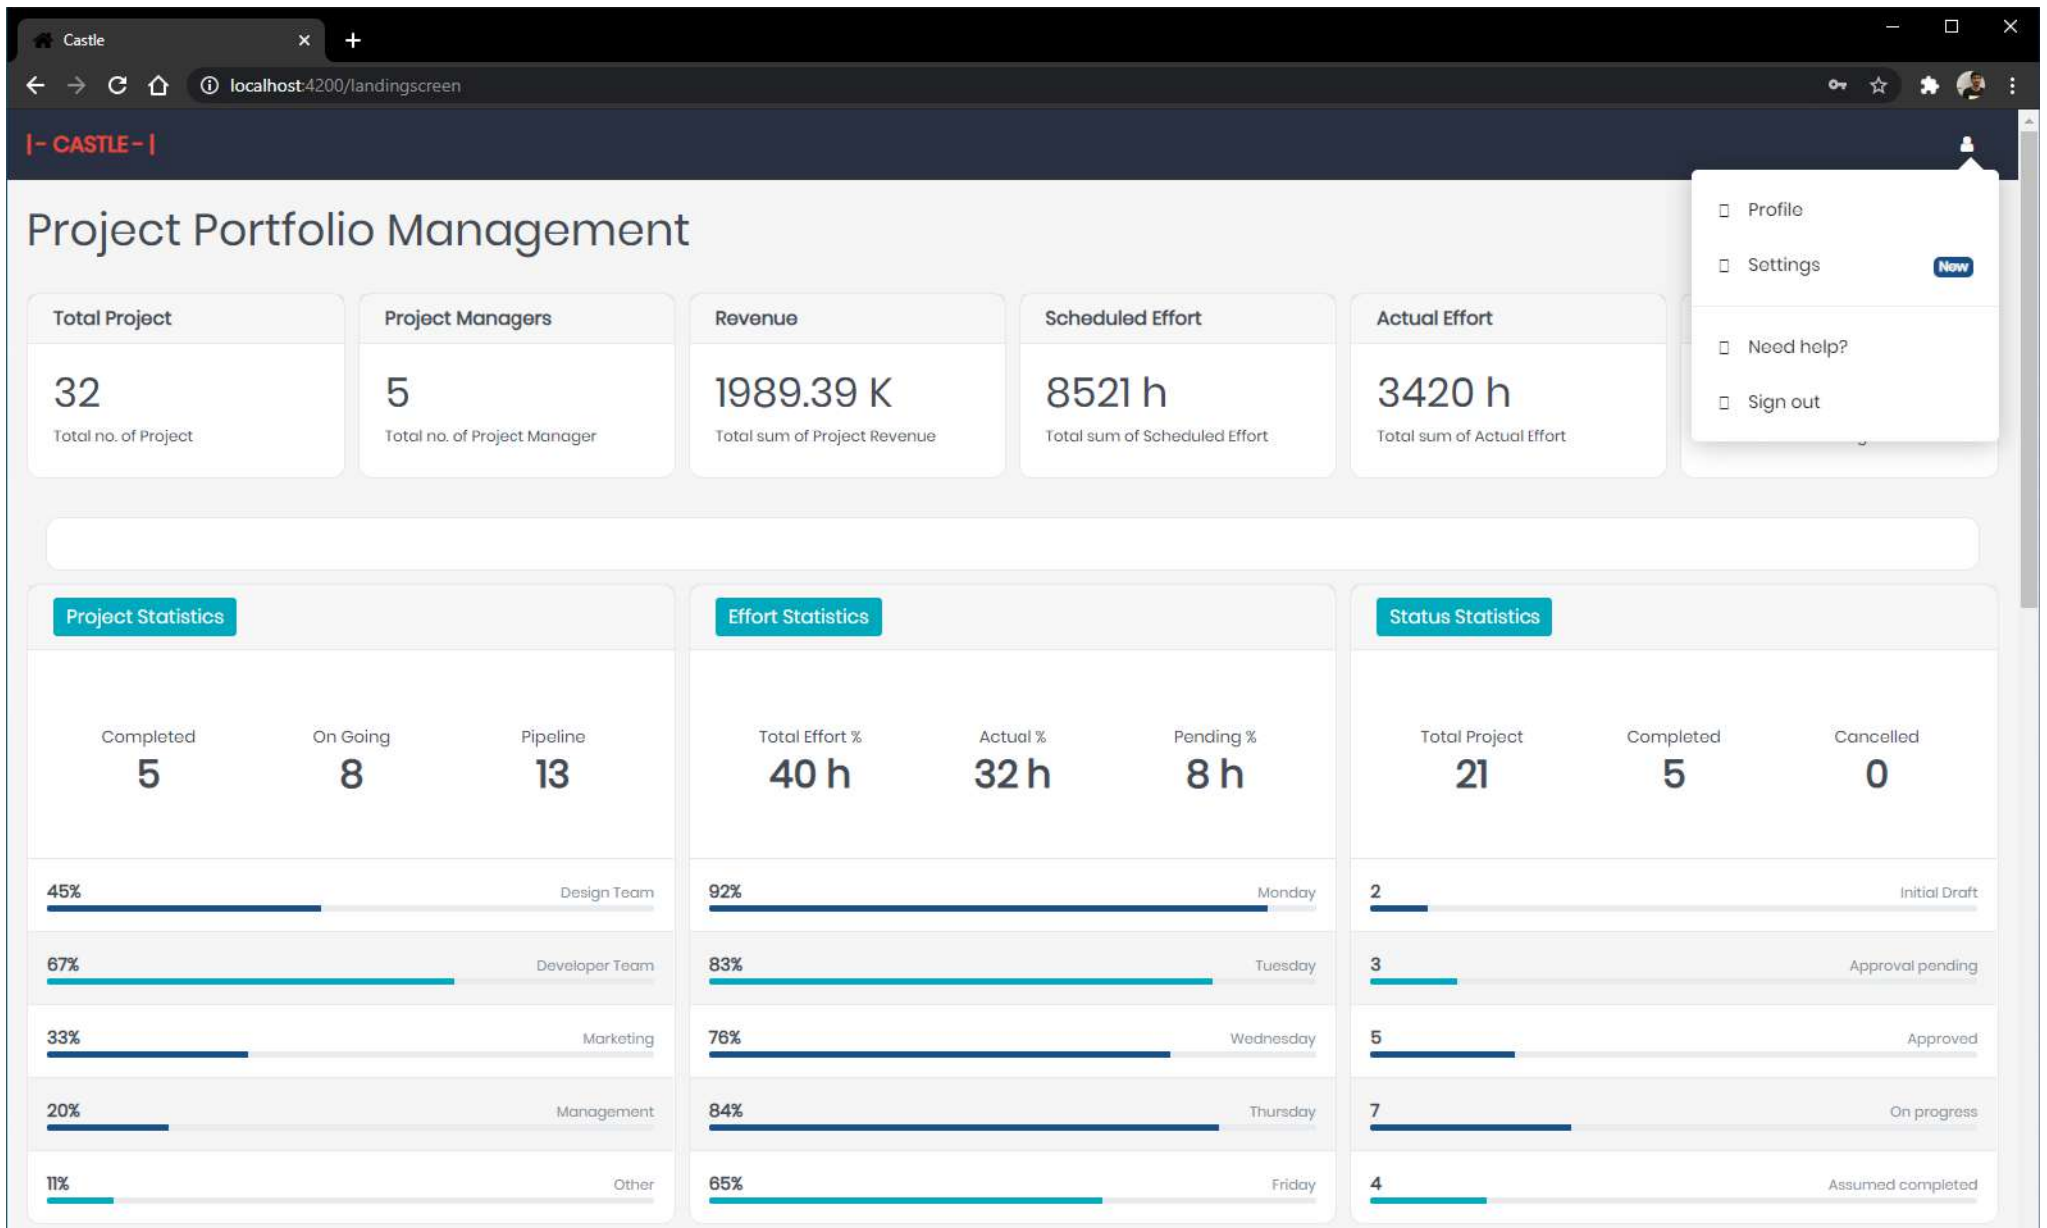 Castle
localhost:4200/landingscreen
|- CASTLE -|
Profile
Settings New
Need help?
Sign out
Project Portfolio Management
Total Project
32
Total no. of Project
Project Managers
5
Total no. of Project Manager
Revenue
1989.39 K
Total sum of Project Revenue
Scheduled Effort
8521 h
Total sum of Scheduled Effort
Actual Effort
3420 h
Total sum of Actual Effort
Project Statistics
Completed On Going Pipeline
5 8 13
45% Design Team
67% Developer Team
33% Marketing
20% Management
11% Other
Effort Statistics
Total Effort % Actual % Pending %
40 h 32 h 8 h
92% Monday
83% Tuesday
76% Wednesday
84% Thursday
65% Friday
Status Statistics
Total Project Completed Cancelled
21 5 0
2 Initial Draft
3 Approval pending
5 Approved
7 On progress
4 Assumed completed